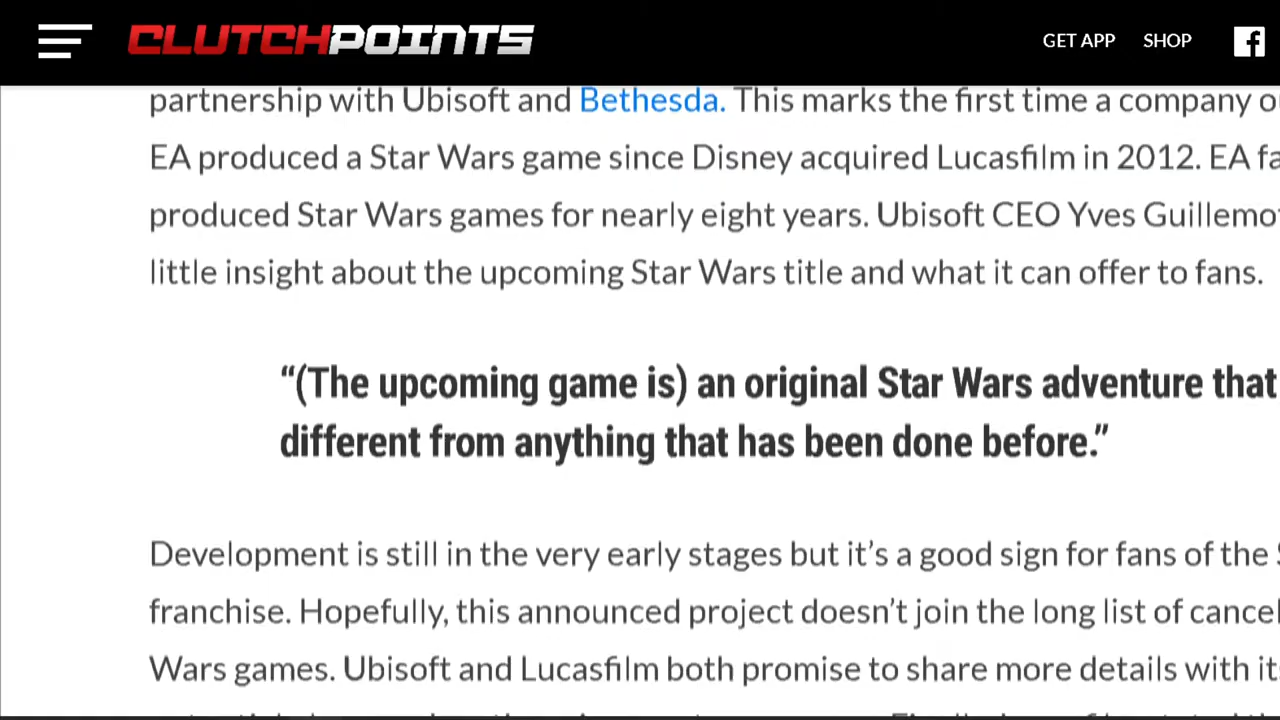 CLUTCHPOINTS
GET APP SHOP
partnership with Ubisoft and Bethesda. This marks the first time a company
EA produced a Star Wars game since Disney acquired Lucasfilm in 2012. EA
produced Star Wars games for nearly eight years. Ubisoft CEO Yves
little insight about the upcoming Star Wars title and what it can offer to fans.
“(The upcoming game is) an original Star Wars adventure that
different from anything that has been done before.”
Development is still in the very early stages but it’s a good sign for fans of the
franchise. Hopefully, this announced project doesn’t join the long list of
Wars games. Ubisoft and Lucasfilm both promise to share more details with